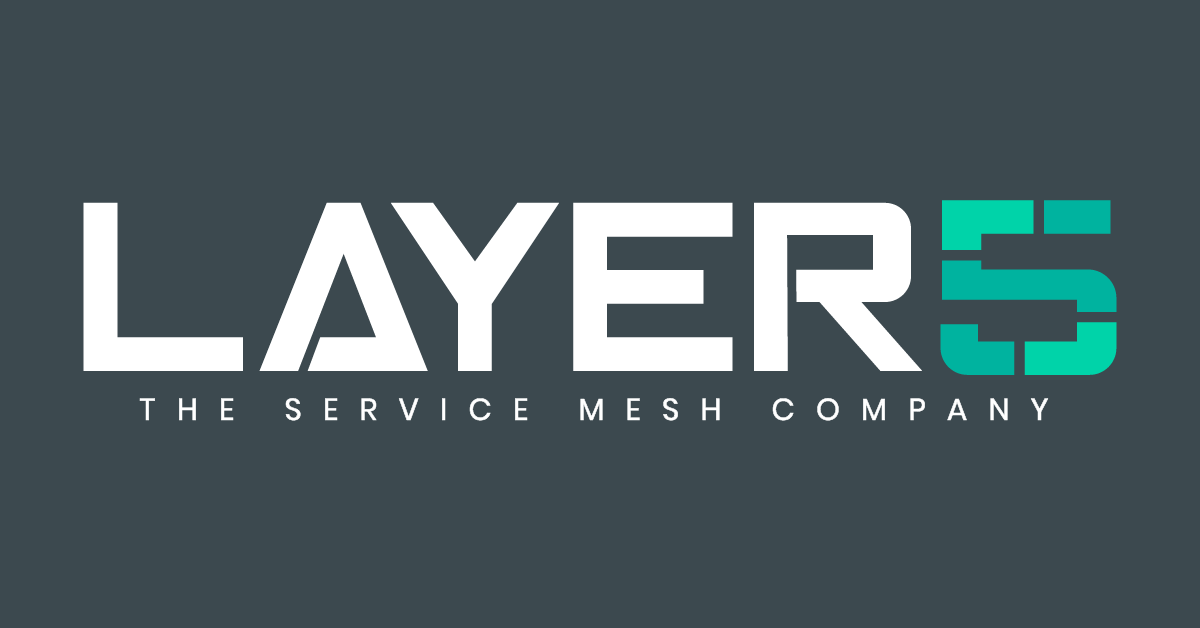 LAYER5
THE SERVICE MESH COMPANY